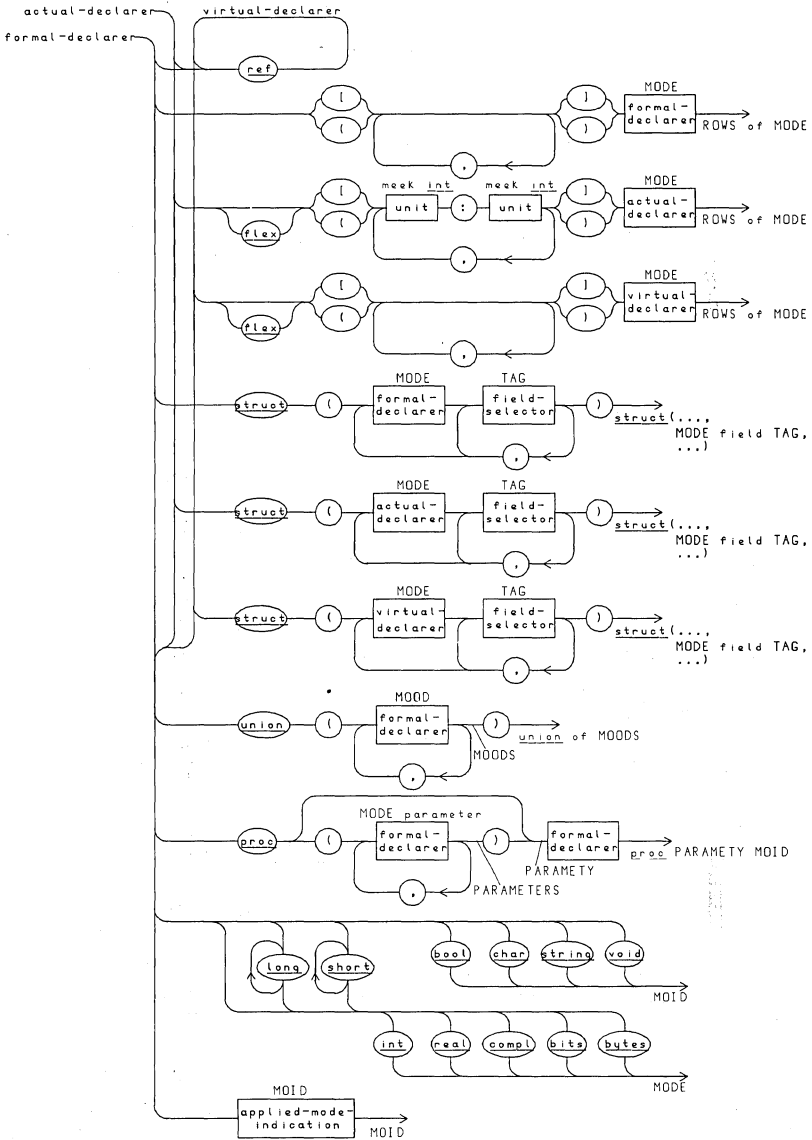 actual-declarer virtual-declarer
formal-declarer
ref
MODE
[ ] formal-
( ) declarer ROWS of MODE
,
meek int meek int MODE
[ unit : unit ] actual-
flex ( ) declarer ROWS of MODE
,
MODE
[ ] virtual-
flex ( ) declarer ROWS of MODE
,
MODE TAG
struct ( formal- field- ) struct(...,
declarer selector MODE field TAG,
, ...)
MODE TAG
struct ( actual- field- ) struct(...,
declarer selector MODE field TAG,
, ...)
MODE TAG
struct ( virtual- field- ) struct(...,
declarer selector MODE field TAG,
, ...)
MOOD
union ( formal- ) union of MOODS
declarer MOODS
,
MODE parameter
proc ( formal- ) formal-
declarer declarer proc PARAMETY MOID
PARAMETY
, PARAMETERS
bool char string void
long short
MOID
int real compl bits bytes
MODE
MOID
applied-mode-
indication MOID